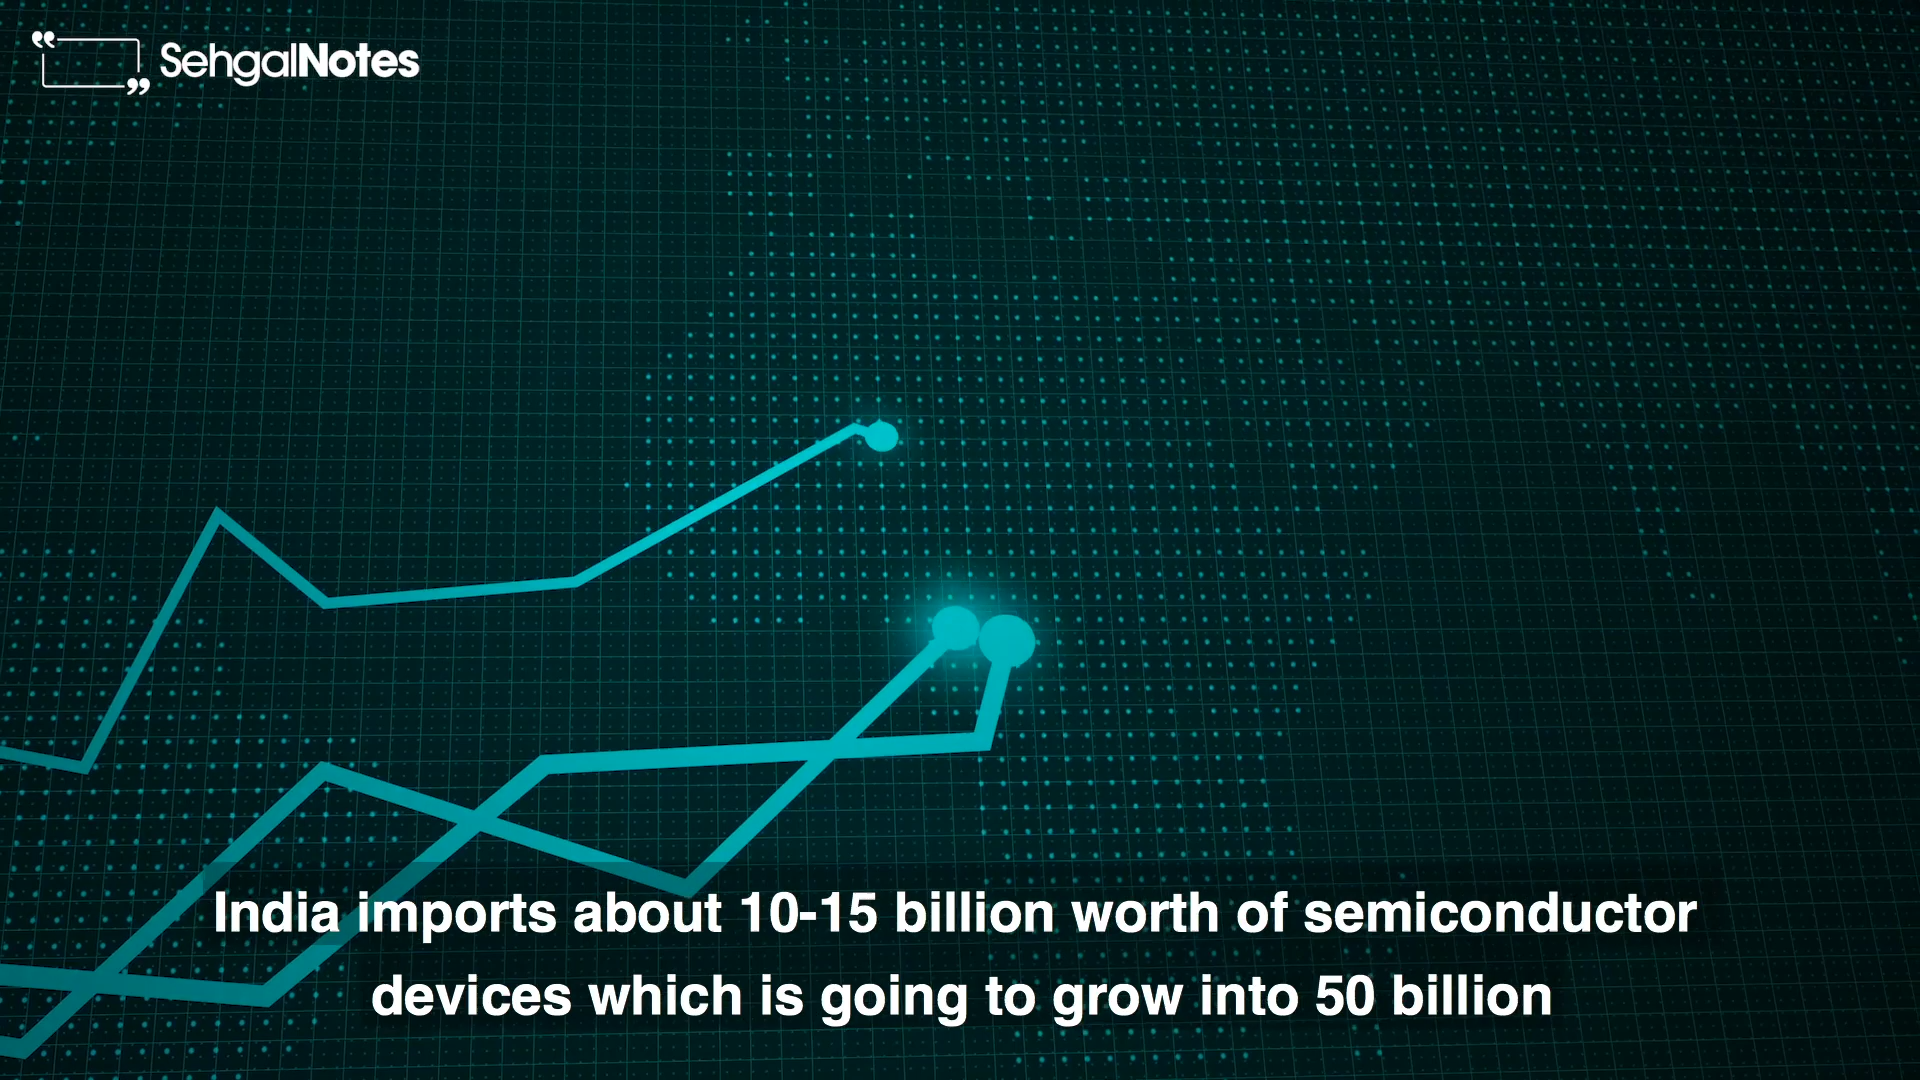 SehgalNotes
India imports about 10-15 billion worth of semiconductor
devices which is going to grow into 50 billion